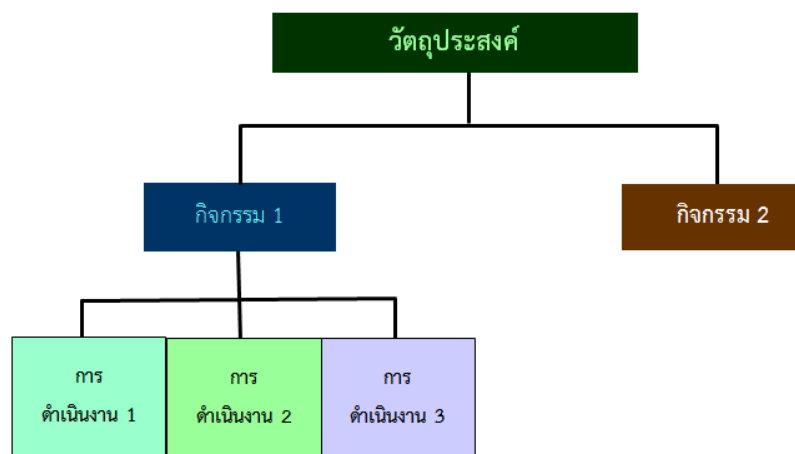 วัตถุประสงค์
กิจกรรม 1
กิจกรรม 2
การ
ดำเนินงาน 1
การ
ดำเนินงาน 2
การ
ดำเนินงาน 3